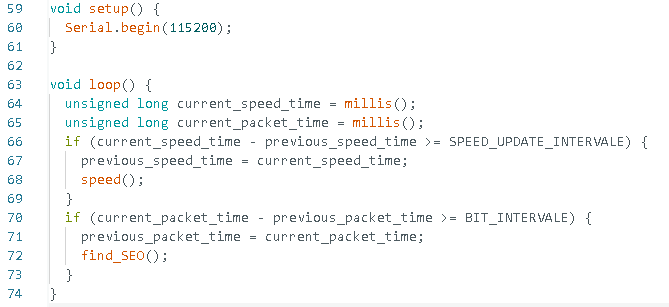 59 void setup() {
60   Serial.begin(115200);
61 }
62
63 void loop() {
64   unsigned long current_speed_time = millis();
65   unsigned long current_packet_time = millis();
66   if (current_speed_time - previous_speed_time >= SPEED_UPDATE_INTERVALE) {
67     previous_speed_time = current_speed_time;
68     speed();
69   }
70   if (current_packet_time - previous_packet_time >= BIT_INTERVALE) {
71     previous_packet_time = current_packet_time;
72     find_SEO();
73   }
74 }